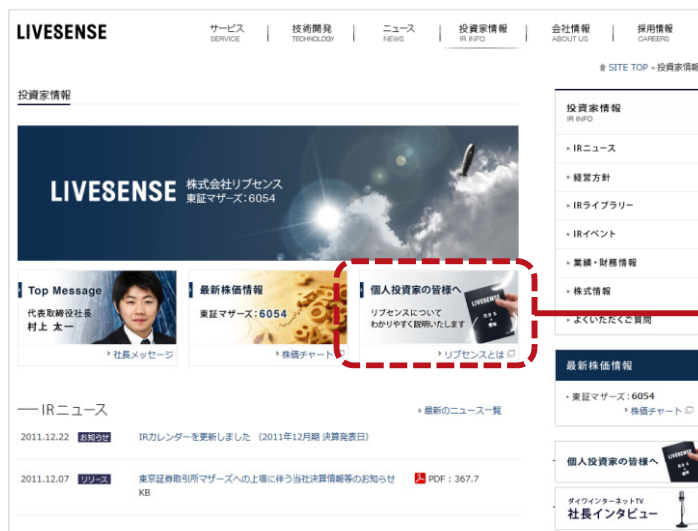 LIVESENSE
サービス
SERVICE
技術開発
TECHNOLOGY
ニュース
NEWS
投資家情報
IR INFO
会社情報
ABOUT US
採用情報
CAREERS
SITE TOP
投資家情報
投資家情報
LIVESENSE 株式会社リブセンス
東証マザーズ:6054
Top Message
代表取締役社長
村上 太一
社長メッセージ
最新株価情報
東証マザーズ:6054
株価チャート
個人投資家の皆様へ
リブセンスについて
わかりやすく説明いたします
リブセンスとは
LIVESENSE
IRニュース
最新のニュース一覧
2011.12.22 お知らせ IRカレンダーを更新しました (2011年12月期 決算発表日)
2011.12.07 リリース 東京証券取引所マザーズへの上場に伴う当社決算情報等のお知らせ PDF : 367.7
KB
投資家情報
IR INFO
IRニュース
経営方針
IRライブラリー
IRイベント
業績・財務情報
株式情報
よくいただくご質問
最新株価情報
東証マザーズ:6054
株価チャート
個人投資家の皆様へ
LIVESENSE
ダイワインターネットTV
社長インタビュー